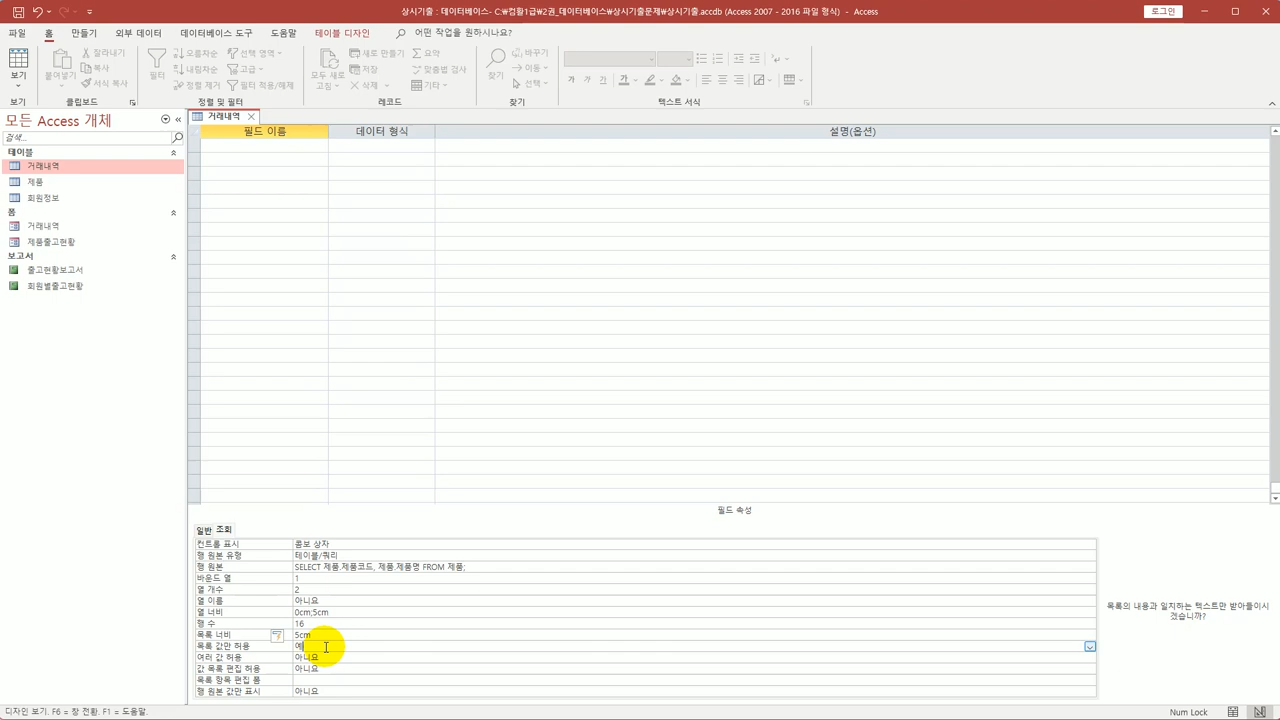 상시기술 : 데이터베이스- C:₩컴활1급₩2권_데이터베이스₩상시기출문제₩상시기술.accdb (Access 2007 - 2016 파일 형식) - Access
로그인
파일 홈 만들기 외부 데이터 데이터베이스 도구 도움말 테이블 디자인 어떤 작업을 원하시나요?
보기
붙여넣기
잘라내기
복사
서식 복사
필터
오름차순
내림차순
정렬 제거
선택 영역
고급
필터 적용/해제
모두 새로 고침
새로 만들기
저장
삭제
요약
맞춤법 검사
기타
찾기
바꾸기
이동
선택
가 가 가 가
보기 클립보드 정렬 및 필터 레코드 찾기 텍스트 서식
모든 Access 개체
검색...
테이블
거래내역
제품
회원정보
폼
거래내역
제품출고현황
보고서
출고현황보고서
회원별출고현황
거래내역
필드 이름 데이터 형식 설명(옵션)
필드 속성
일반 조회
컨트롤 표시 콤보 상자
행 원본 유형 테이블/쿼리
행 원본 SELECT 제품.제품코드, 제품.제품명 FROM 제품;
바운드 열 1
열 개수 2
열 이름 아니요
열 너비 0cm;5cm
행 수 16
목록 너비 5cm
목록 값만 허용 예
여러 값 허용 아니요
값 목록 편집 허용 아니요
목록 항목 편집 폼
행 원본 값만 표시 아니요
목록의 내용과 일치하는 텍스트만 받아들이시
겠습니까?
디자인 보기. F6 = 창 전환. F1 = 도움말.
Num Lock